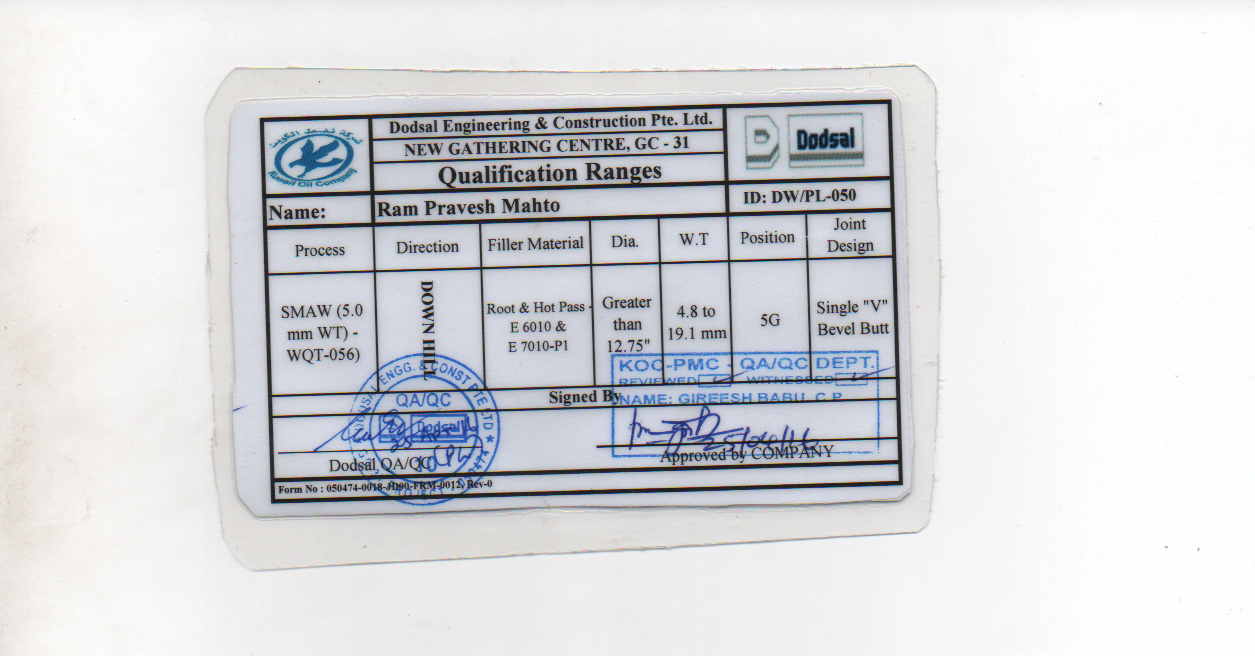 Dodsal Engineering & Construction Pte. Ltd.
NEW GATHERING CENTRE, GC - 31
Qualification Ranges
Kuwait Oil Company
D Dodsal
Name: Ram Pravesh Mahto ID: DW/PL-050
Process Direction Filler Material Dia. W.T Position Joint Design
SMAW (5.0
mm WT) -
WQT-056)
DOWN HILL
Root & Hot Pass -
E 6010 &
E 7010-P1
Greater
than
12.75"
4.8 to
19.1 mm
5G
Single "V"
Bevel Butt
Signed By
DODSAL ENGG. & CONST PTE LTD ★
QA/QC
Dodsal
KOC-PMC - QA/QC DEPT.
REVIEWED WITNESSED
NAME: GIREESH BABU. C.P
25/04/16
Dodsal QA/QC
Approved by COMPANY
Form No : 050474-0018-JD00-FRM-0012, Rev-0